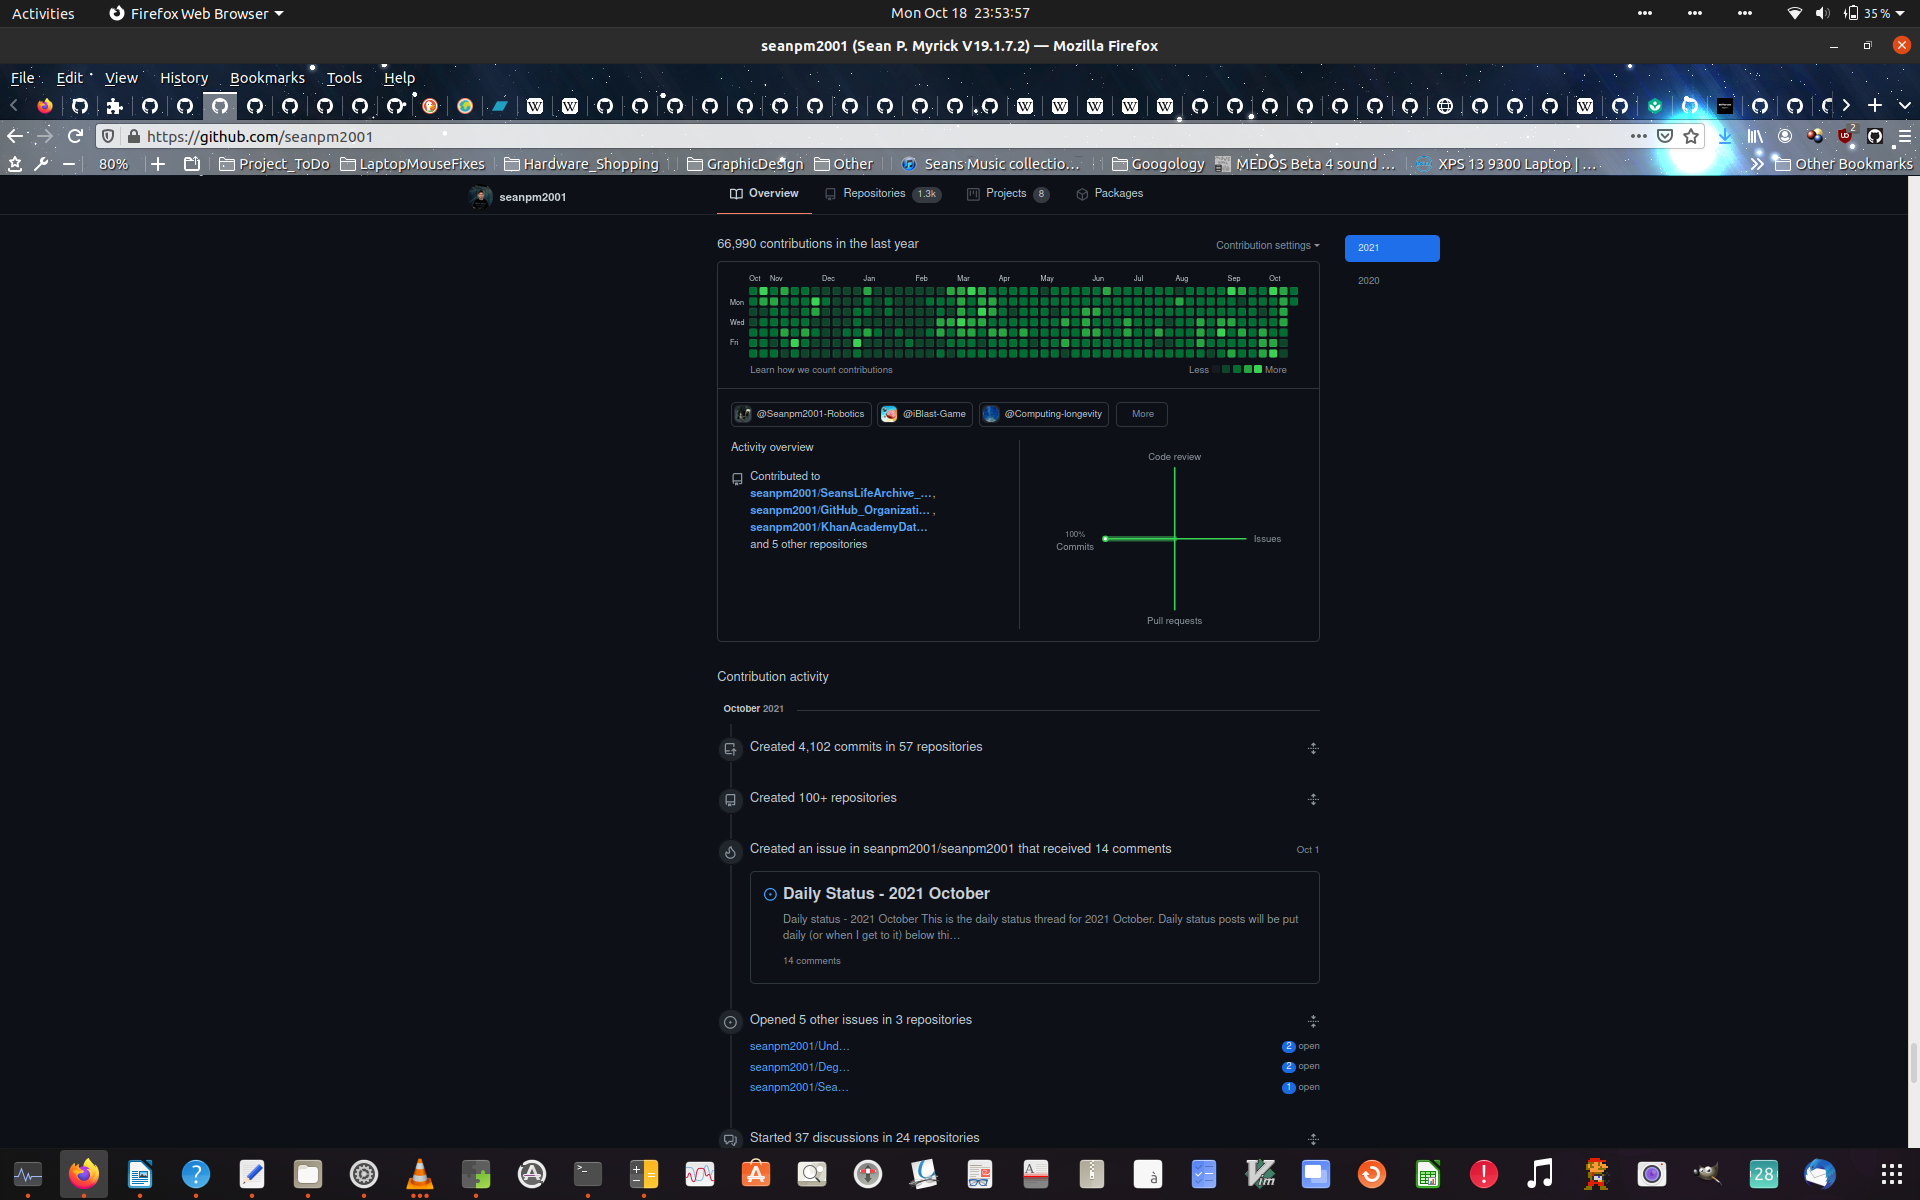 Activities
Firefox Web Browser
Mon Oct 18 23:53:57
35 %
seanpm2001 (Sean P. Myrick V19.1.7.2) — Mozilla Firefox
File Edit View History Bookmarks Tools Help
https://github.com/seanpm2001
2
80%
Project_ToDo
LaptopMouseFixes
Hardware_Shopping
GraphicDesign
Other
Seans Music collectio...
Googology
MEDOS Beta 4 sound ...
XPS 13 9300 Laptop | ...
Other Bookmarks
seanpm2001
Overview
Repositories 1.3k
Projects 8
Packages
66,990 contributions in the last year
Contribution settings
2021
2020
Oct Nov Dec Jan Feb Mar Apr May Jun Jul Aug Sep Oct
Mon
Wed
Fri
Learn how we count contributions
Less More
@Seanpm2001-Robotics
@iBlast-Game
@Computing-longevity
More
Activity overview
Contributed to
seanpm2001/SeansLifeArchive_...,
seanpm2001/GitHub_Organizati... ,
seanpm2001/KhanAcademyDat...
and 5 other repositories
Code review
100%
Commits
Issues
Pull requests
Contribution activity
October 2021
Created 4,102 commits in 57 repositories
Created 100+ repositories
Created an issue in seanpm2001/seanpm2001 that received 14 comments
Oct 1
Daily Status - 2021 October
Daily status - 2021 October This is the daily status thread for 2021 October. Daily status posts will be put
daily (or when I get to it) below thi...
14 comments
Opened 5 other issues in 3 repositories
seanpm2001/Und... 2 open
seanpm2001/Deg... 2 open
seanpm2001/Sea... 1 open
Started 37 discussions in 24 repositories
28